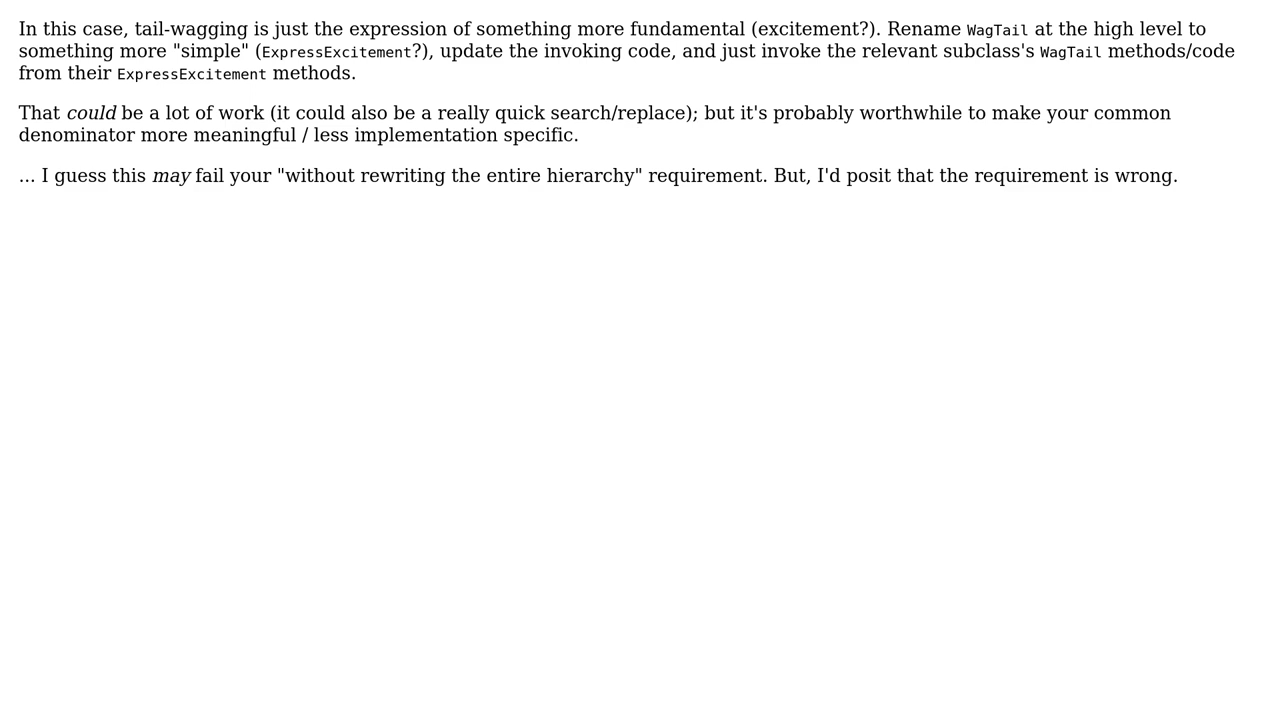 In this case, tail-wagging is just the expression of something more fundamental (excitement?). Rename WagTail at the high level to
something more "simple" (ExpressExcitement?), update the invoking code, and just invoke the relevant subclass's WagTail methods/code
from their ExpressExcitement methods.
That could be a lot of work (it could also be a really quick search/replace); but it's probably worthwhile to make your common
denominator more meaningful / less implementation specific.
... I guess this may fail your "without rewriting the entire hierarchy" requirement. But, I'd posit that the requirement is wrong.